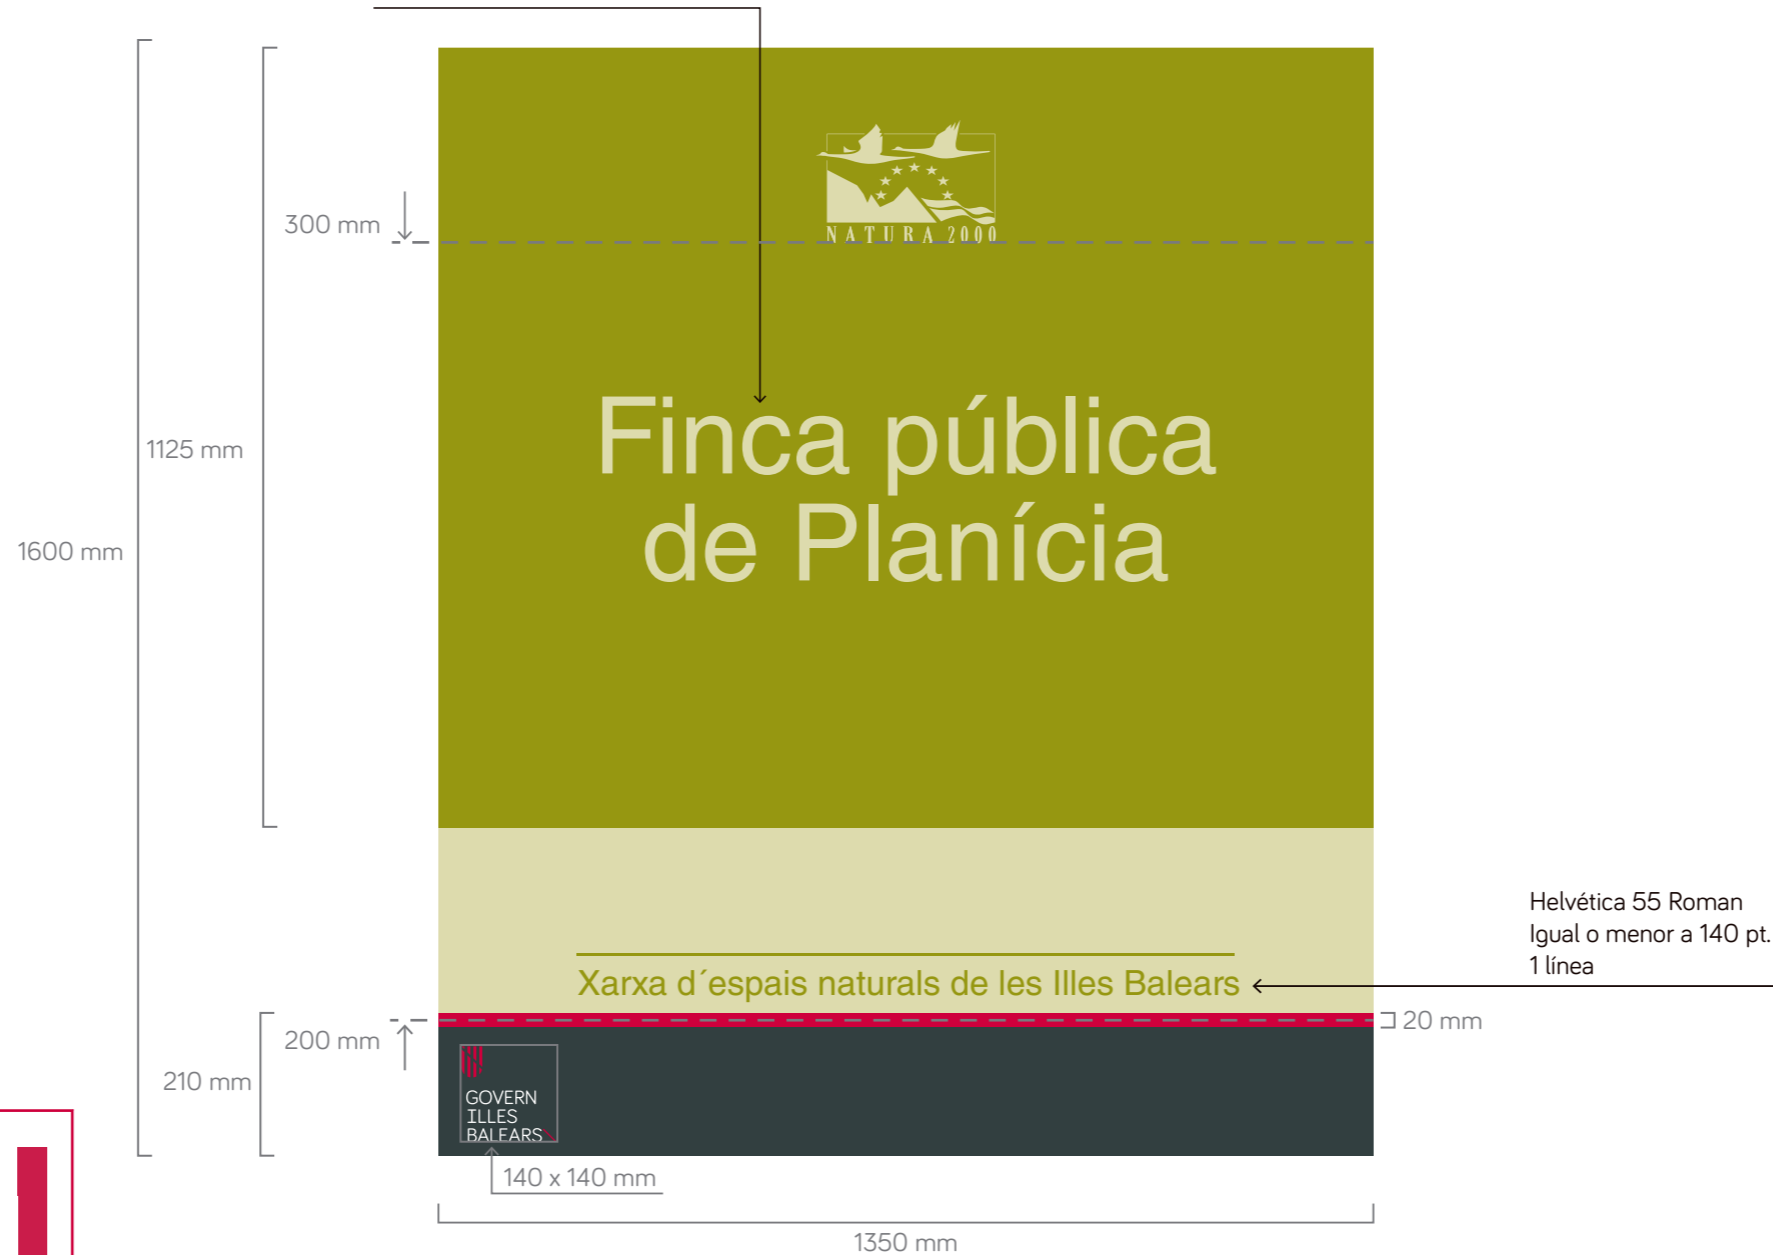 300 mm
NATURA 2000
1125 mm
Finca pública
de Planícia
1600 mm
Helvética 55 Roman
Igual o menor a 140 pt.
1 línea
Xarxa d´espais naturals de les Illes Balears
20 mm
200 mm
210 mm
GOVERN
ILLES
BALEARS
140 x 140 mm
1350 mm